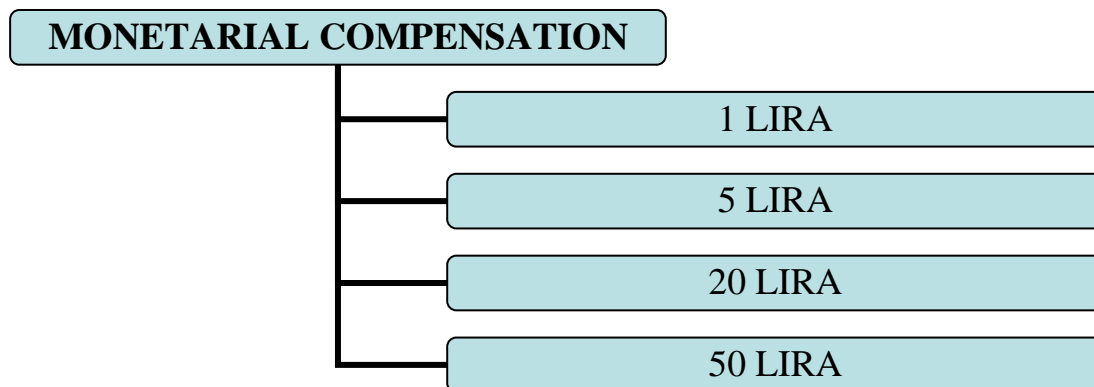 MONETARIAL COMPENSATION
1 LIRA
5 LIRA
20 LIRA
50 LIRA